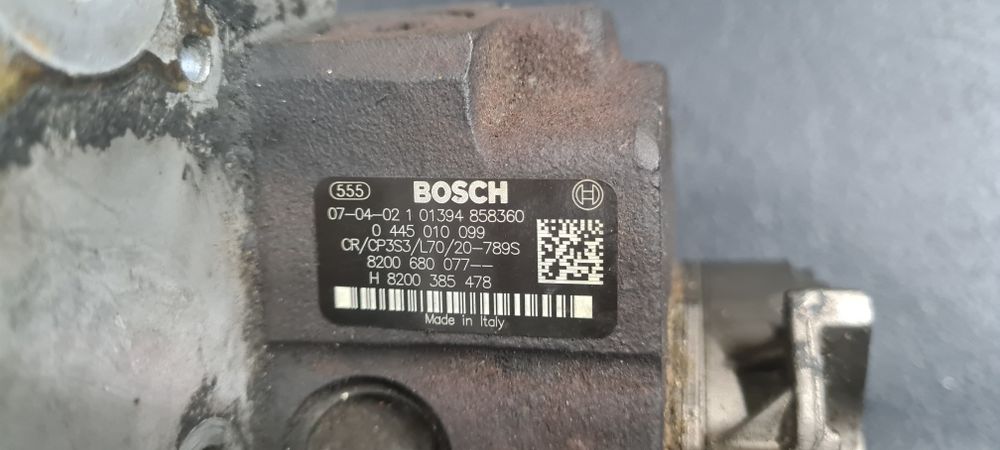 555 BOSCH H
07-04-02 1 01394 858360
0 445 010 099
CR/CP3S3/L70/20-789S
8200 680 077--
H 8200 385 478
Made in Italy